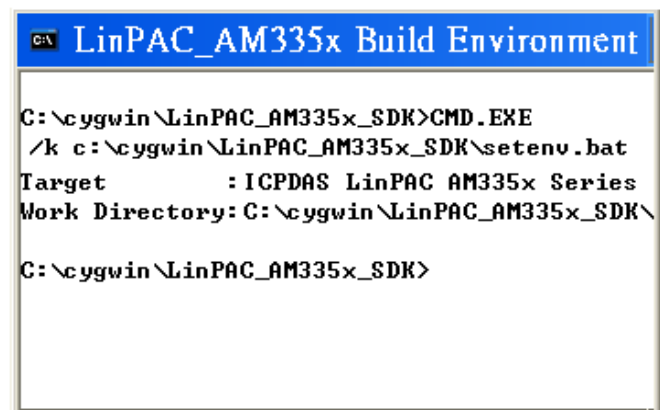 C:\ LinPAC_AM335x Build Environment
C:\cygwin\LinPAC_AM335x_SDK>CMD.EXE
/k c:\cygwin\LinPAC_AM335x_SDK\setenv.bat
Target :ICPDAS LinPAC AM335x Series
Work Directory:C:\cygwin\LinPAC_AM335x_SDK\
C:\cygwin\LinPAC_AM335x_SDK>